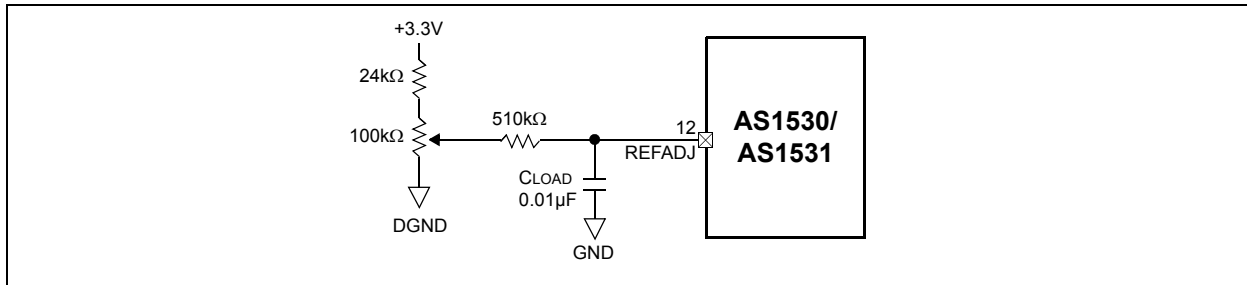 +3.3V
24kΩ
100kΩ
510kΩ
12
REFADJ
AS1530/
AS1531
CLOAD
0.01µF
DGND
GND